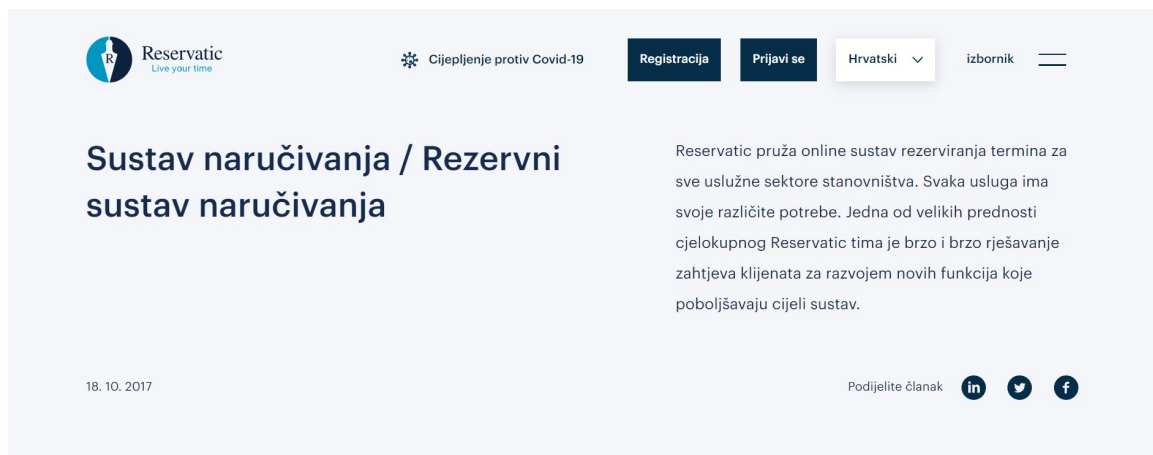 R
Reservatic
Live your time
Cijepljenje protiv Covid-19
Registracija
Prijavi se
Hrvatski
izbornik
Sustav naručivanja / Rezervni
sustav naručivanja
Reservatic pruža online sustav rezerviranja termina za
sve uslužne sektore stanovništva. Svaka usluga ima
svoje različite potrebe. Jedna od velikih prednosti
cjelokupnog Reservatic tima je brzo i brzo rješavanje
zahtjeva klijenata za razvojem novih funkcija koje
poboljšavaju cijeli sustav.
18. 10. 2017
Podijelite članak
in
f